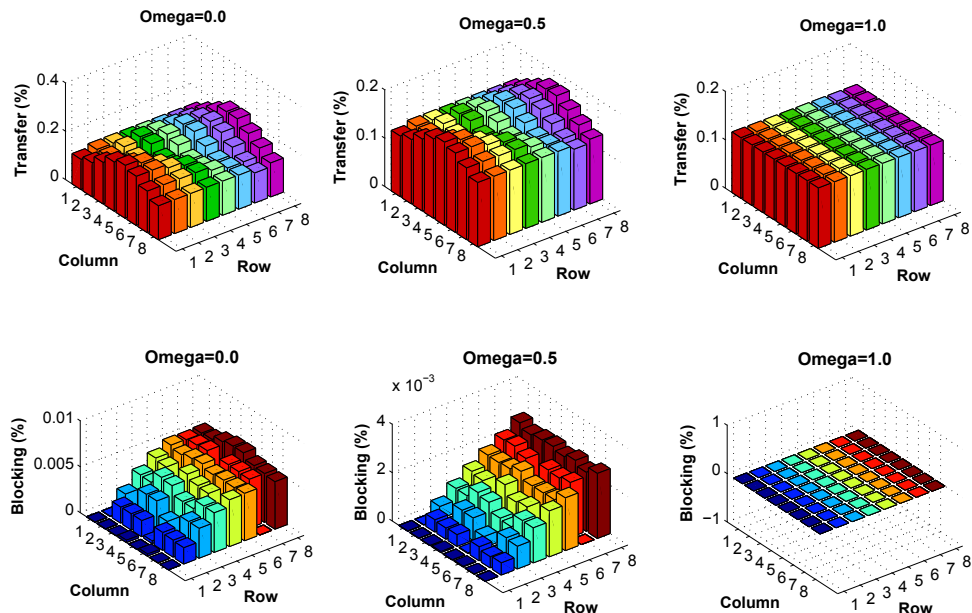 Omega=0.0
Transfer (%)
0.4
0.2
0
1 2 3 4 5 6 7 8
Column
1 2 3 4 5 6 7 8
Row
Omega=0.5
Transfer (%)
0.2
0.1
0
1 2 3 4 5 6 7 8
Column
1 2 3 4 5 6 7 8
Row
Omega=1.0
Transfer (%)
0.2
0.1
0
1 2 3 4 5 6 7 8
Column
1 2 3 4 5 6 7 8
Row
Omega=0.0
Blocking (%)
0.01
0.005
0
1 2 3 4 5 6 7 8
Column
1 2 3 4 5 6 7 8
Row
Omega=0.5
x 10⁻³
Blocking (%)
4
2
0
1 2 3 4 5 6 7 8
Column
1 2 3 4 5 6 7 8
Row
Omega=1.0
Blocking (%)
1
0
−1
1 2 3 4 5 6 7 8
Column
1 2 3 4 5 6 7 8
Row